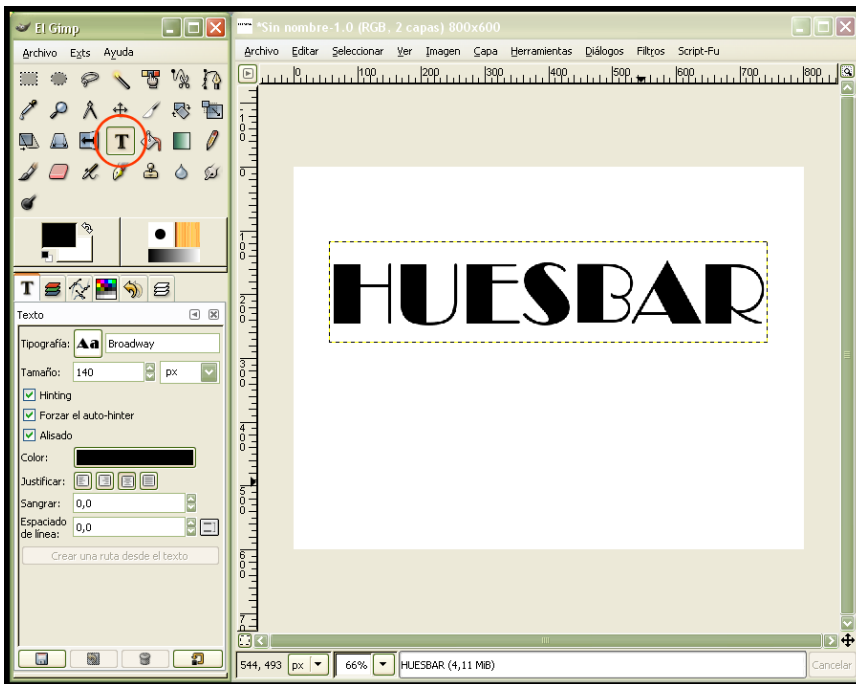 El Gimp
Archivo Exts Ayuda
Texto
Tipografía: Aa Broadway
Tamaño: 140 px
Hinting
Forzar el auto-hinter
Alisado
Color:
Justificar:
Sangrar: 0,0
Espaciado de línea: 0,0
Crear una ruta desde el texto
*Sin nombre-1.0 (RGB, 2 capas) 800x600
Archivo Editar Seleccionar Ver Imagen Capa Herramientas Diálogos Filtros Script-Fu
0 100 200 300 400 500 600 700 800
HUESBAR
544, 493 px 66% HUESBAR (4,11 MiB) Cancelar